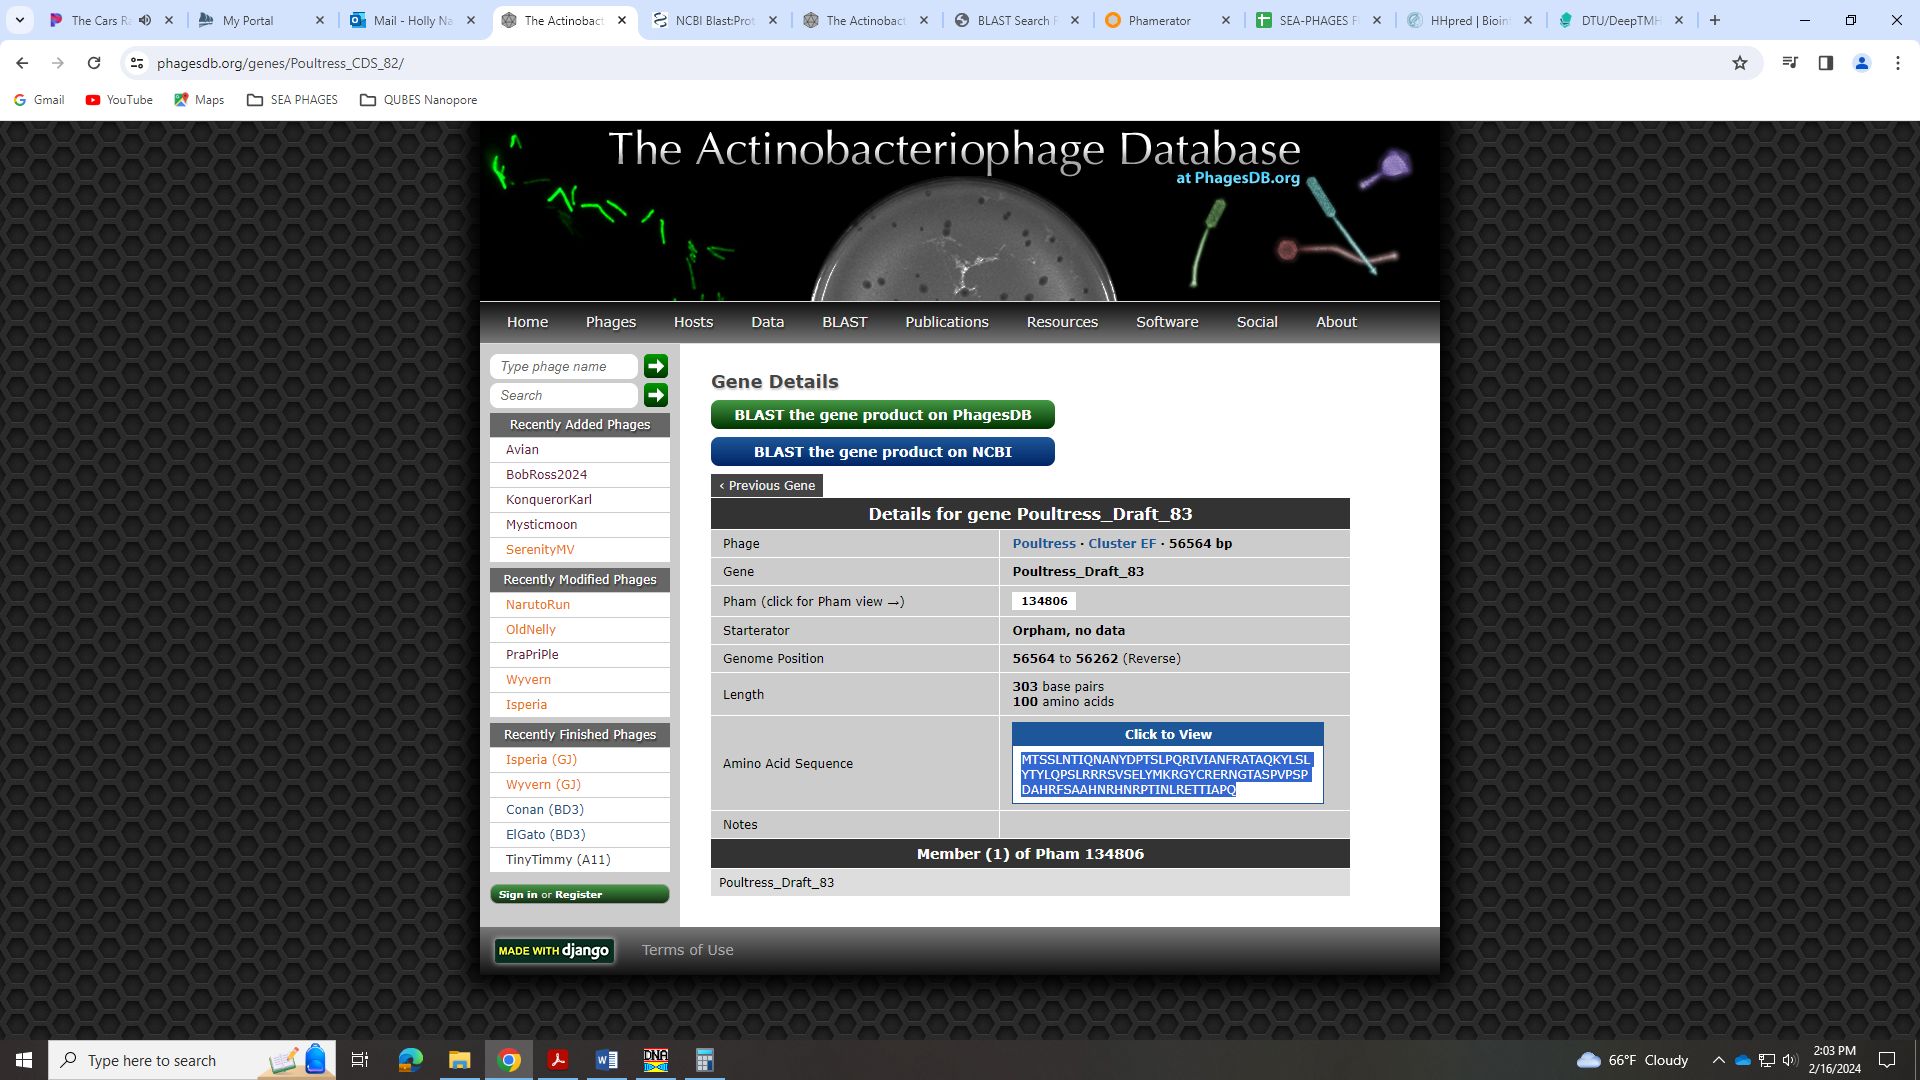 The Cars Ra
My Portal
Mail - Holly Na
The Actinobact
NCBI Blast:Prot
The Actinobact
BLAST Search R
Phamerator
SEA-PHAGES F
HHpred | Bioin
DTU/DeepTMH
phagesdb.org/genes/Poultress_CDS_82/
Gmail
YouTube
Maps
SEA PHAGES
QUBES Nanopore
The Actinobacteriophage Database
at PhagesDB.org
Home
Phages
Hosts
Data
BLAST
Publications
Resources
Software
Social
About
Type phage name
Search
Recently Added Phages
Avian
BobRoss2024
KonquerorKarl
Mysticmoon
SerenityMV
Recently Modified Phages
NarutoRun
OldNelly
PraPriPle
Wyvern
Isperia
Recently Finished Phages
Isperia (GJ)
Wyvern (GJ)
Conan (BD3)
ElGato (BD3)
TinyTimmy (A11)
Sign in or Register
Gene Details
BLAST the gene product on PhagesDB
BLAST the gene product on NCBI
‹ Previous Gene
Details for gene Poultress_Draft_83
Phage
Poultress · Cluster EF · 56564 bp
Gene
Poultress_Draft_83
Pham (click for Pham view →)
134806
Starterator
Orpham, no data
Genome Position
56564 to 56262 (Reverse)
Length
303 base pairs
100 amino acids
Amino Acid Sequence
Click to View
MTSSLNTIQNANYDPTSLPQRIVIANFRATAQKYLSL
YTYLQPSLRRRSVSELYMKRGYCRERNGTASPVPSP
DAHRFSAAHNRHNRPTINLRETTIAPQ
Notes
Member (1) of Pham 134806
Poultress_Draft_83
MADE WITH django
Terms of Use
Type here to search
DNA
66°F Cloudy
2:03 PM
2/16/2024